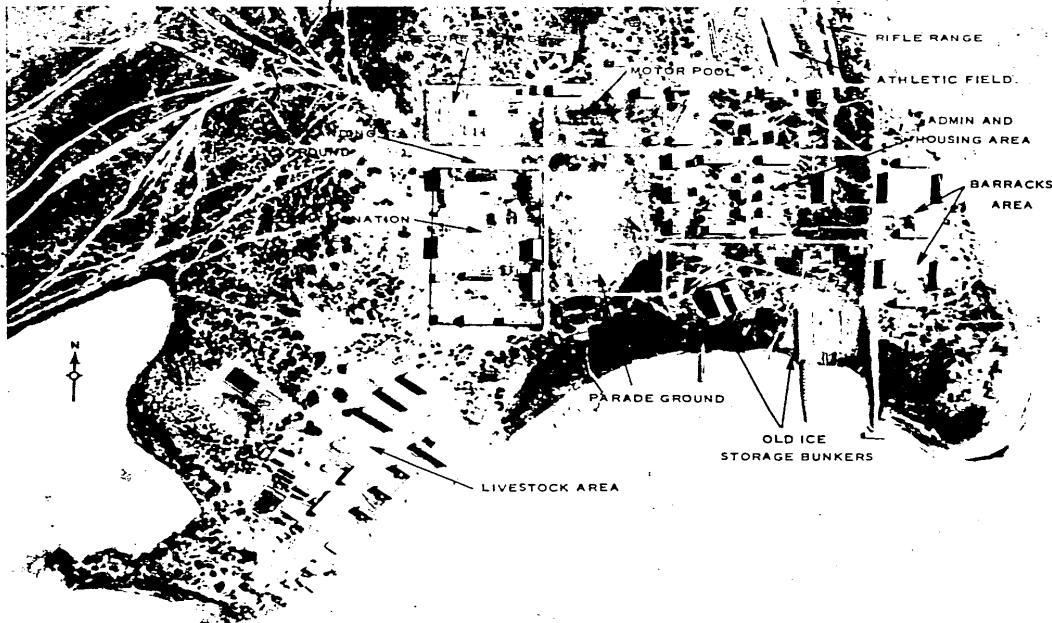 RIFLE RANGE
MOTOR POOL
ATHLETIC FIELD
ADMIN AND
HOUSING AREA
BARRACKS
AREA
N
PARADE GROUND
OLD ICE
STORAGE BUNKERS
LIVESTOCK AREA